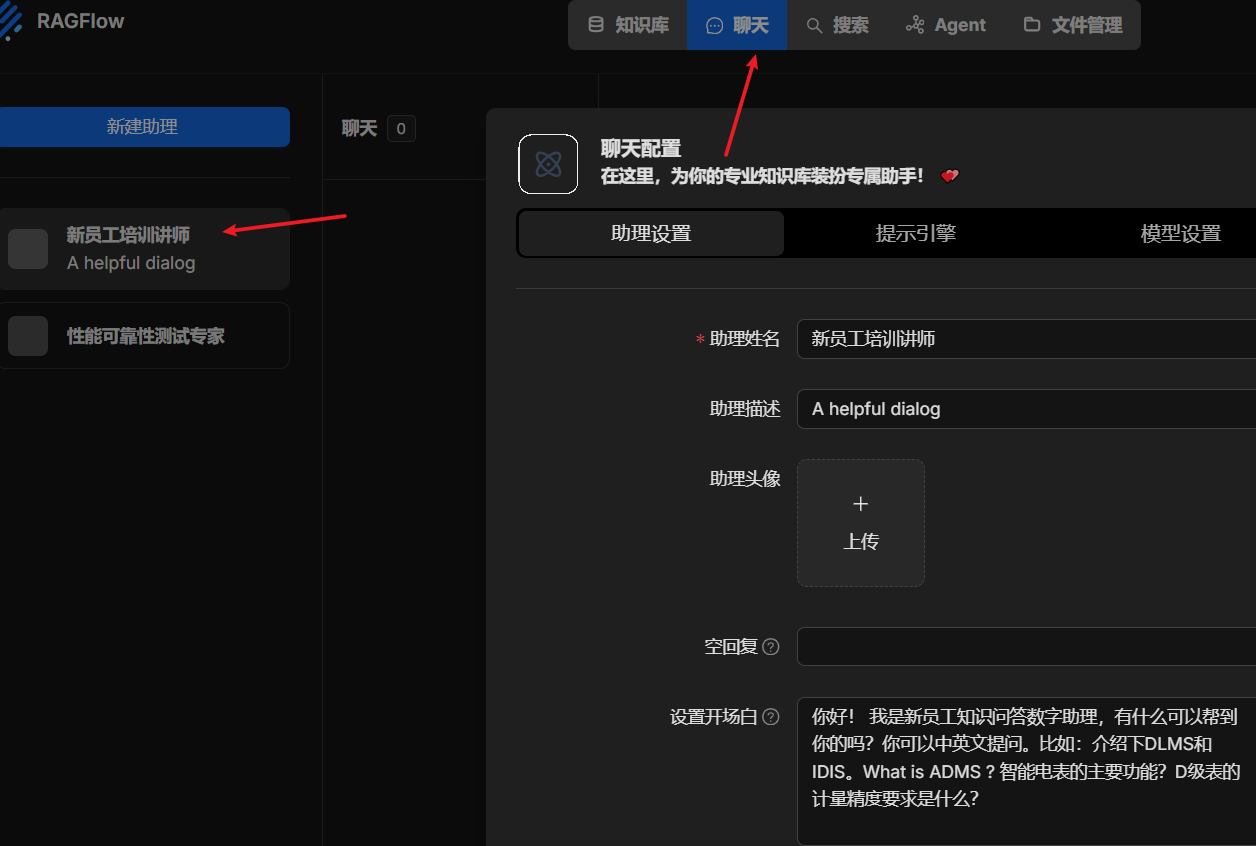 RAGFlow
知识库
聊天
搜索
Agent
文件管理
新建助理
聊天 0
新员工培训讲师
A helpful dialog
性能可靠性测试专家
聊天配置
在这里，为你的专业知识库装扮专属助手！
助理设置
提示引擎
模型设置
* 助理姓名
新员工培训讲师
助理描述
A helpful dialog
助理头像
+
上传
空回复
设置开场白
你好！ 我是新员工知识问答数字助理，有什么可以帮到
你的吗？你可以中英文提问。比如：介绍下DLMS和
IDIS。What is ADMS ? 智能电表的主要功能？D级表的
计量精度要求是什么？